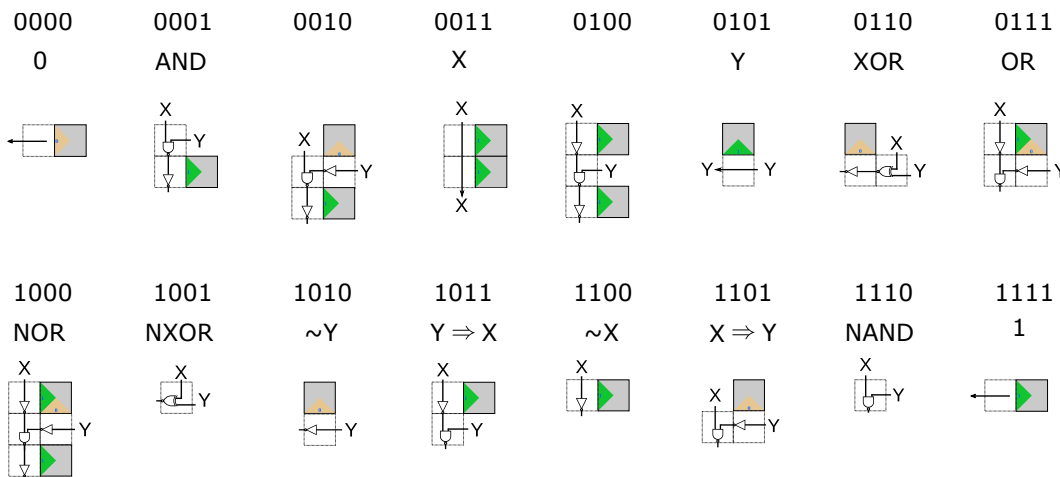 0000 0001 0010 0011 0100 0101 0110 0111
0 AND X Y XOR OR
X X X X X X
Y Y Y Y Y Y Y
X
1000 1001 1010 1011 1100 1101 1110 1111
NOR NXOR ~Y Y ⇒ X ~X X ⇒ Y NAND 1
X X X X X X
Y Y Y Y Y Y